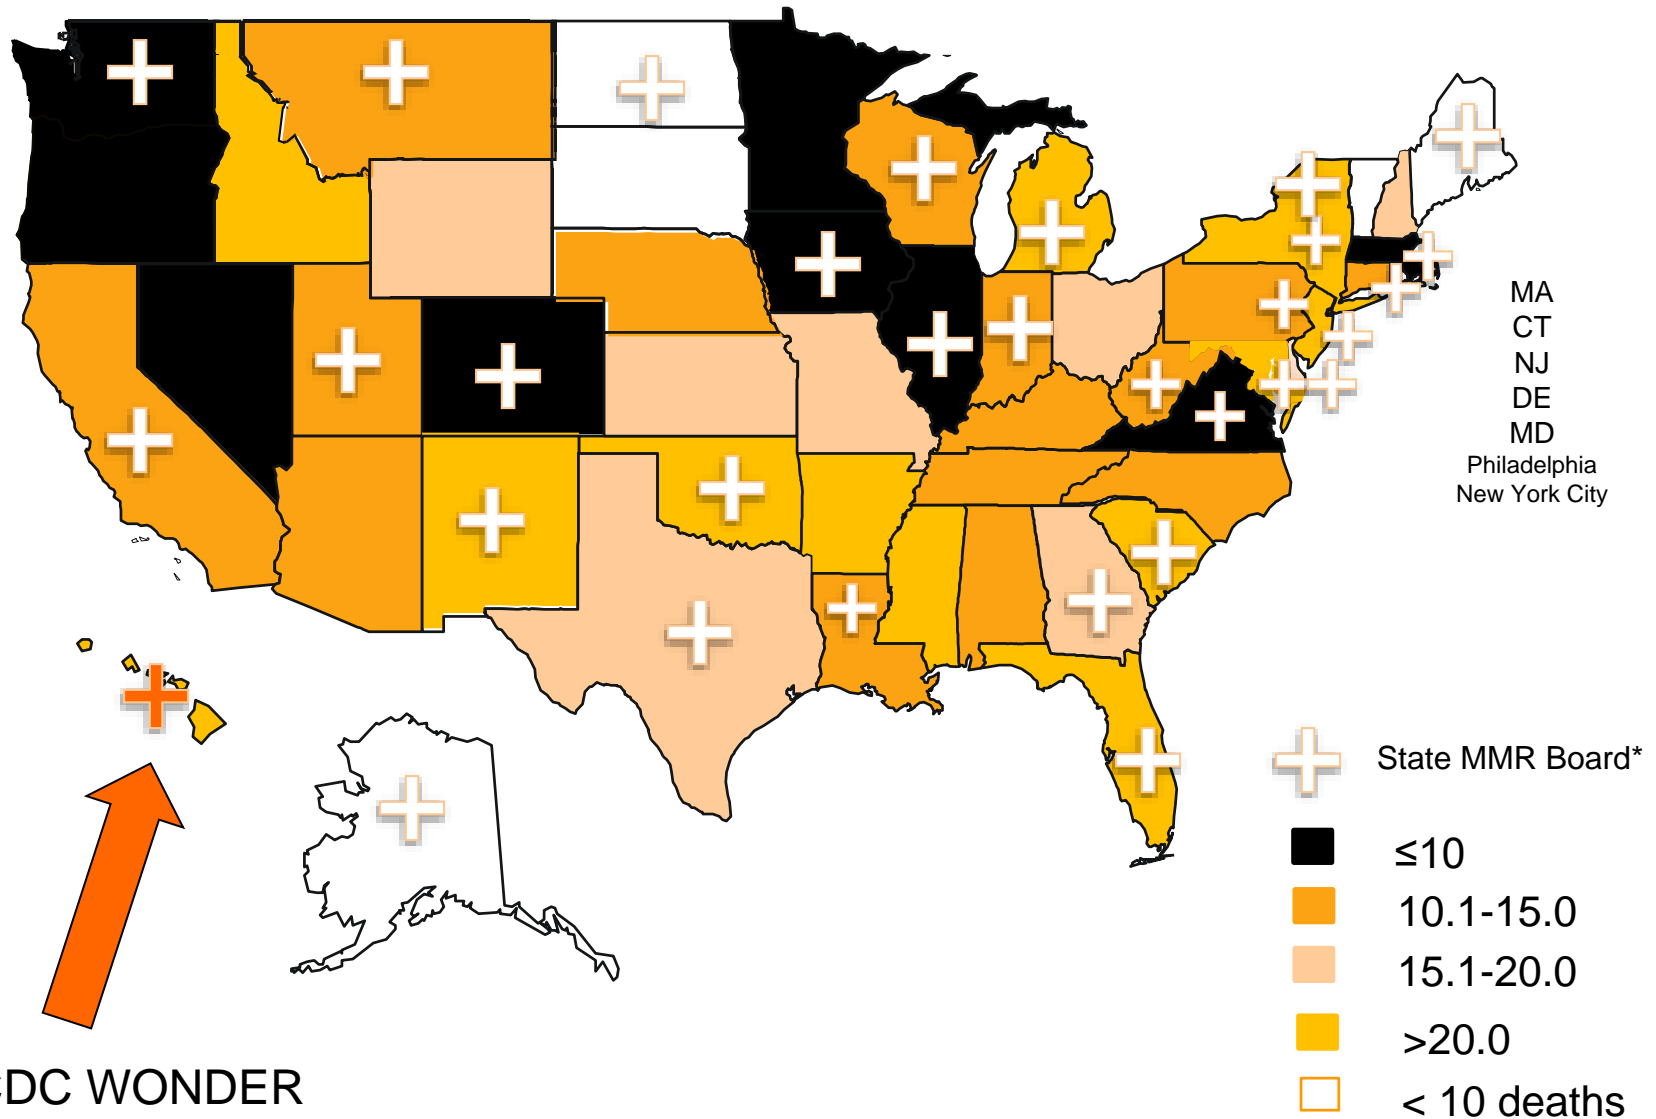 MA
CT
NJ
DE
MD
Philadelphia
New York City
State MMR Board*
≤10
10.1-15.0
15.1-20.0
>20.0
< 10 deaths
CDC WONDER